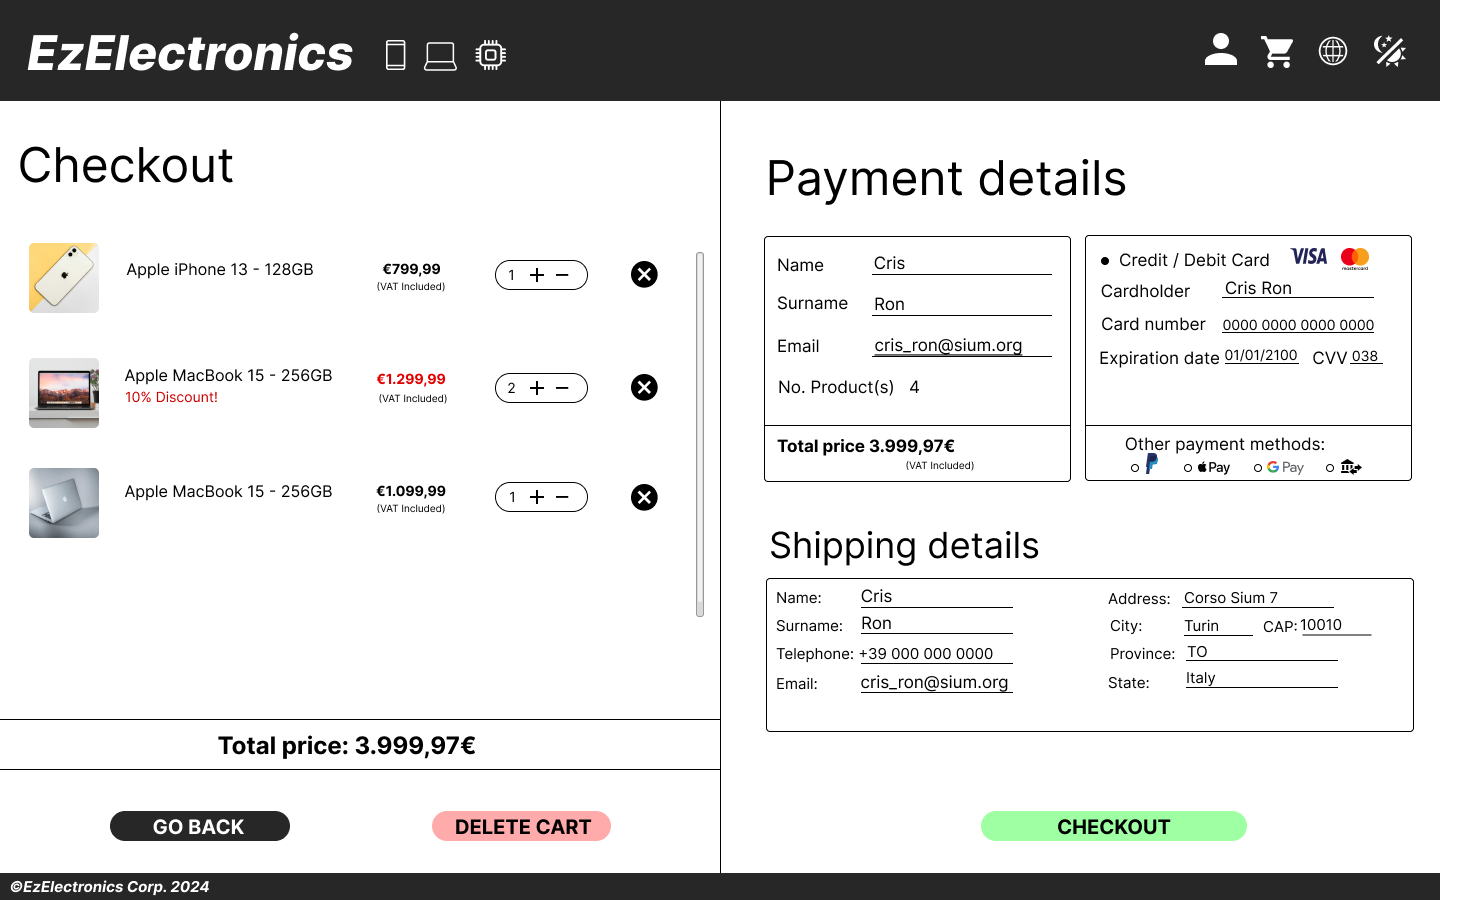 EzElectronics
Checkout
Apple iPhone 13 - 128GB
€799,99
(VAT Included)
1
Apple MacBook 15 - 256GB
10% Discount!
€1.299,99
(VAT Included)
2
Apple MacBook 15 - 256GB
€1.099,99
(VAT Included)
1
Total price: 3.999,97€
GO BACK
DELETE CART
Payment details
Name Cris
Surname Ron
Email cris_ron@sium.org
No. Product(s) 4
Total price 3.999,97€
(VAT Included)
Credit / Debit Card VISA mastercard
Cardholder Cris Ron
Card number 0000 0000 0000 0000
Expiration date 01/01/2100 CVV 038
Other payment methods:
Pay G Pay
Shipping details
Name: Cris
Surname: Ron
Telephone: +39 000 000 0000
Email: cris_ron@sium.org
Address: Corso Sium 7
City: Turin CAP: 10010
Province: TO
State: Italy
CHECKOUT
©EzElectronics Corp. 2024